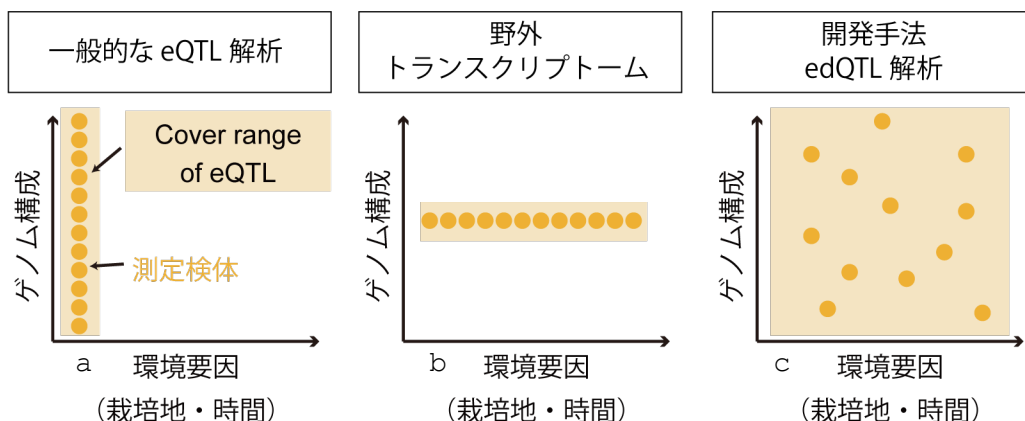 一般的な eQTL 解析
野外
トランスクリプトーム
開発手法
edQTL 解析
ゲノム構成
Cover range
of eQTL
測定検体
a
環境要因
(栽培地・時間)
ゲノム構成
b
環境要因
(栽培地・時間)
ゲノム構成
c
環境要因
(栽培地・時間)